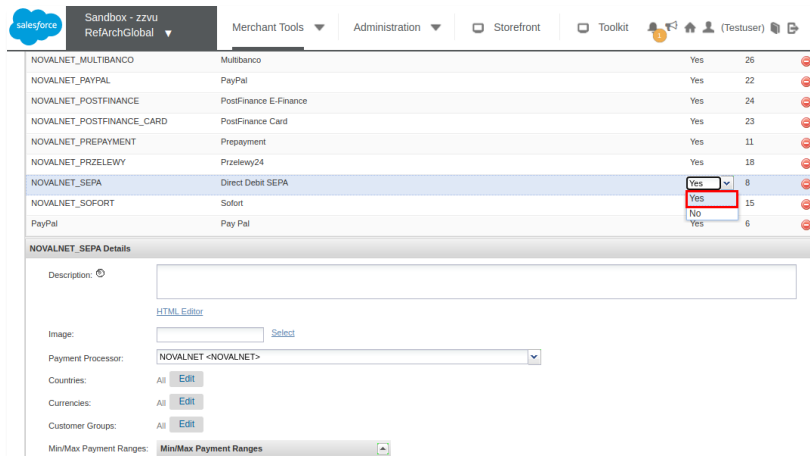 salesforce
Sandbox - zzvu
RefArchGlobal
Merchant Tools
Administration
Storefront
Toolkit
1
(Testuser)
NOVALNET_MULTIBANCO Multibanco Yes 26
NOVALNET_PAYPAL PayPal Yes 22
NOVALNET_POSTFINANCE PostFinance E-Finance Yes 24
NOVALNET_POSTFINANCE_CARD PostFinance Card Yes 23
NOVALNET_PREPAYMENT Prepayment Yes 11
NOVALNET_PRZELEWY Przelewy24 Yes 18
NOVALNET_SEPA Direct Debit SEPA Yes 8
Yes
NOVALNET_SOFORT Sofort 15
No
PayPal Pay Pal Yes 6
NOVALNET_SEPA Details
Description:
HTML Editor
Image: Select
Payment Processor: NOVALNET <NOVALNET>
Countries: All Edit
Currencies: All Edit
Customer Groups: All Edit
Min/Max Payment Ranges: Min/Max Payment Ranges